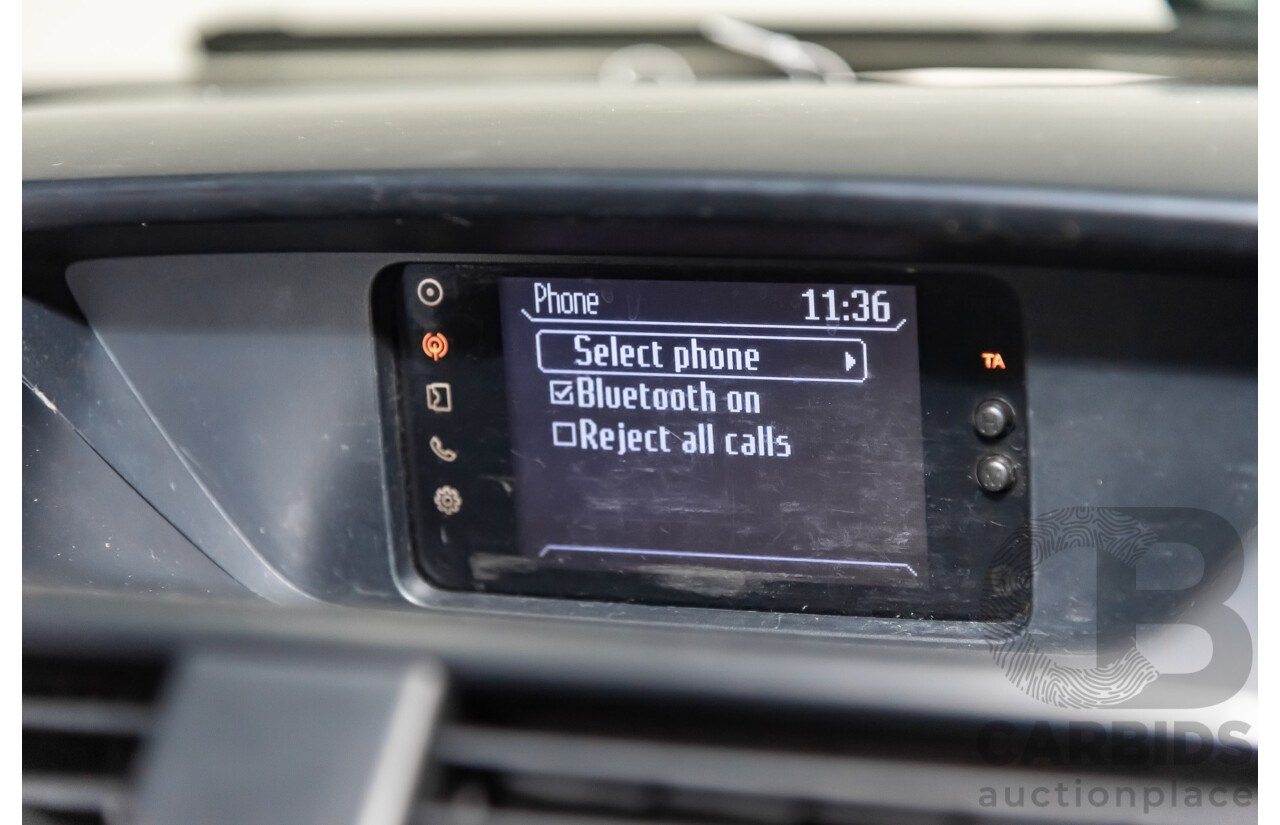 Phone 11:36
Select phone
Bluetooth on
Reject all calls
TA
CARBIDS
auctionplace